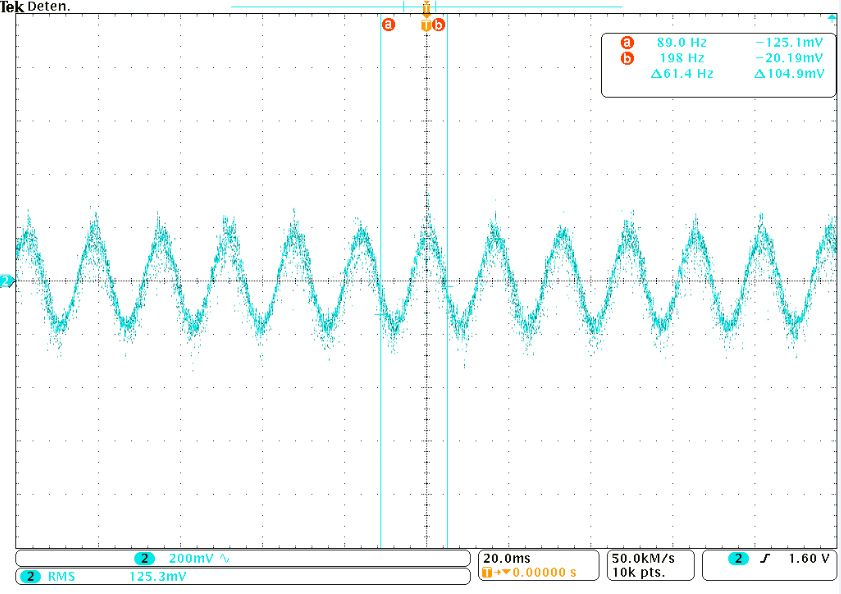 Tek Deten.
T
a T b
a 89.0 Hz −125.1mV
b 198 Hz −20.19mV
Δ61.4 Hz Δ104.9mV
2
2 200mV ∿
2 RMS 125.3mV
20.0ms
T→▼0.00000 s
50.0kM/s
10k pts.
2 ʃ 1.60 V